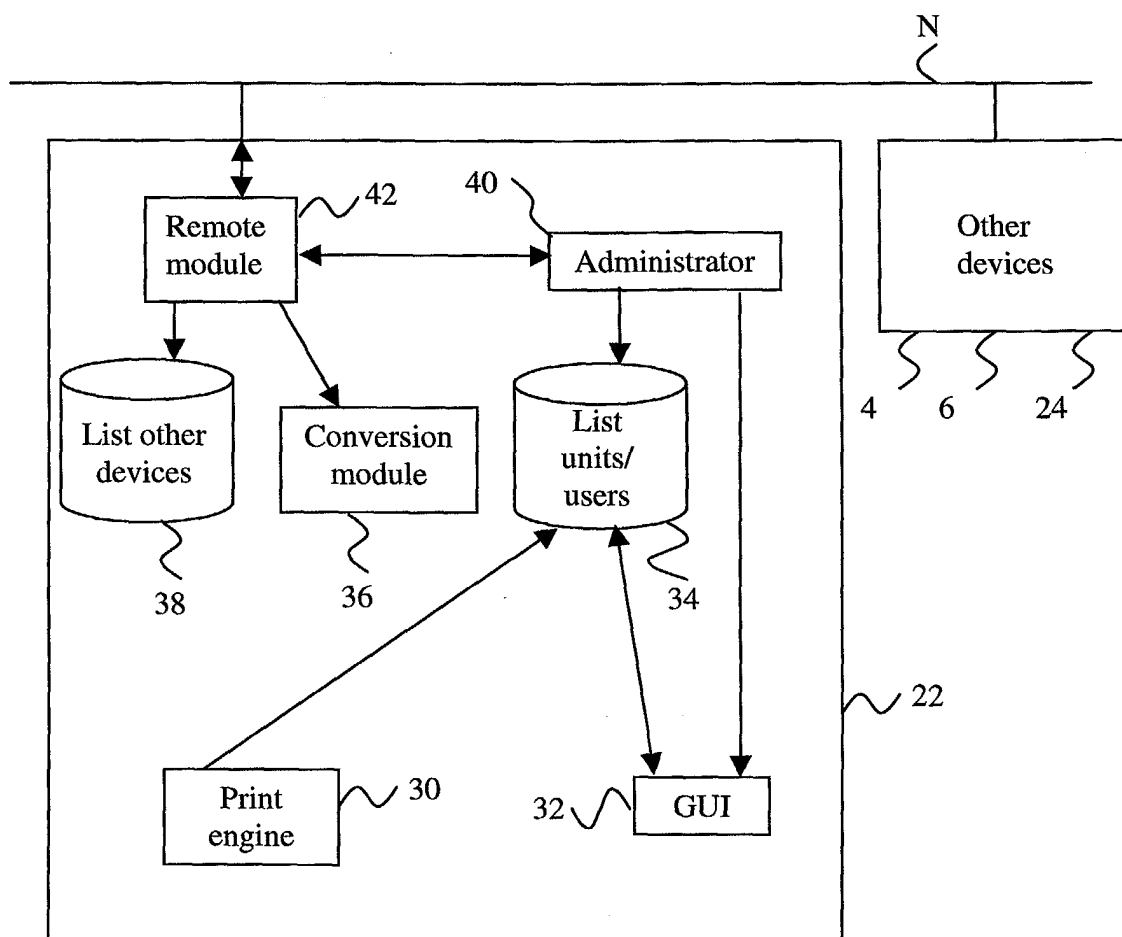 N
42
40
Remote
module
Administrator
Other
devices
4 6 24
List other
devices
Conversion
module
List
units/
users
38
36
34
22
Print
engine
30
32
GUI